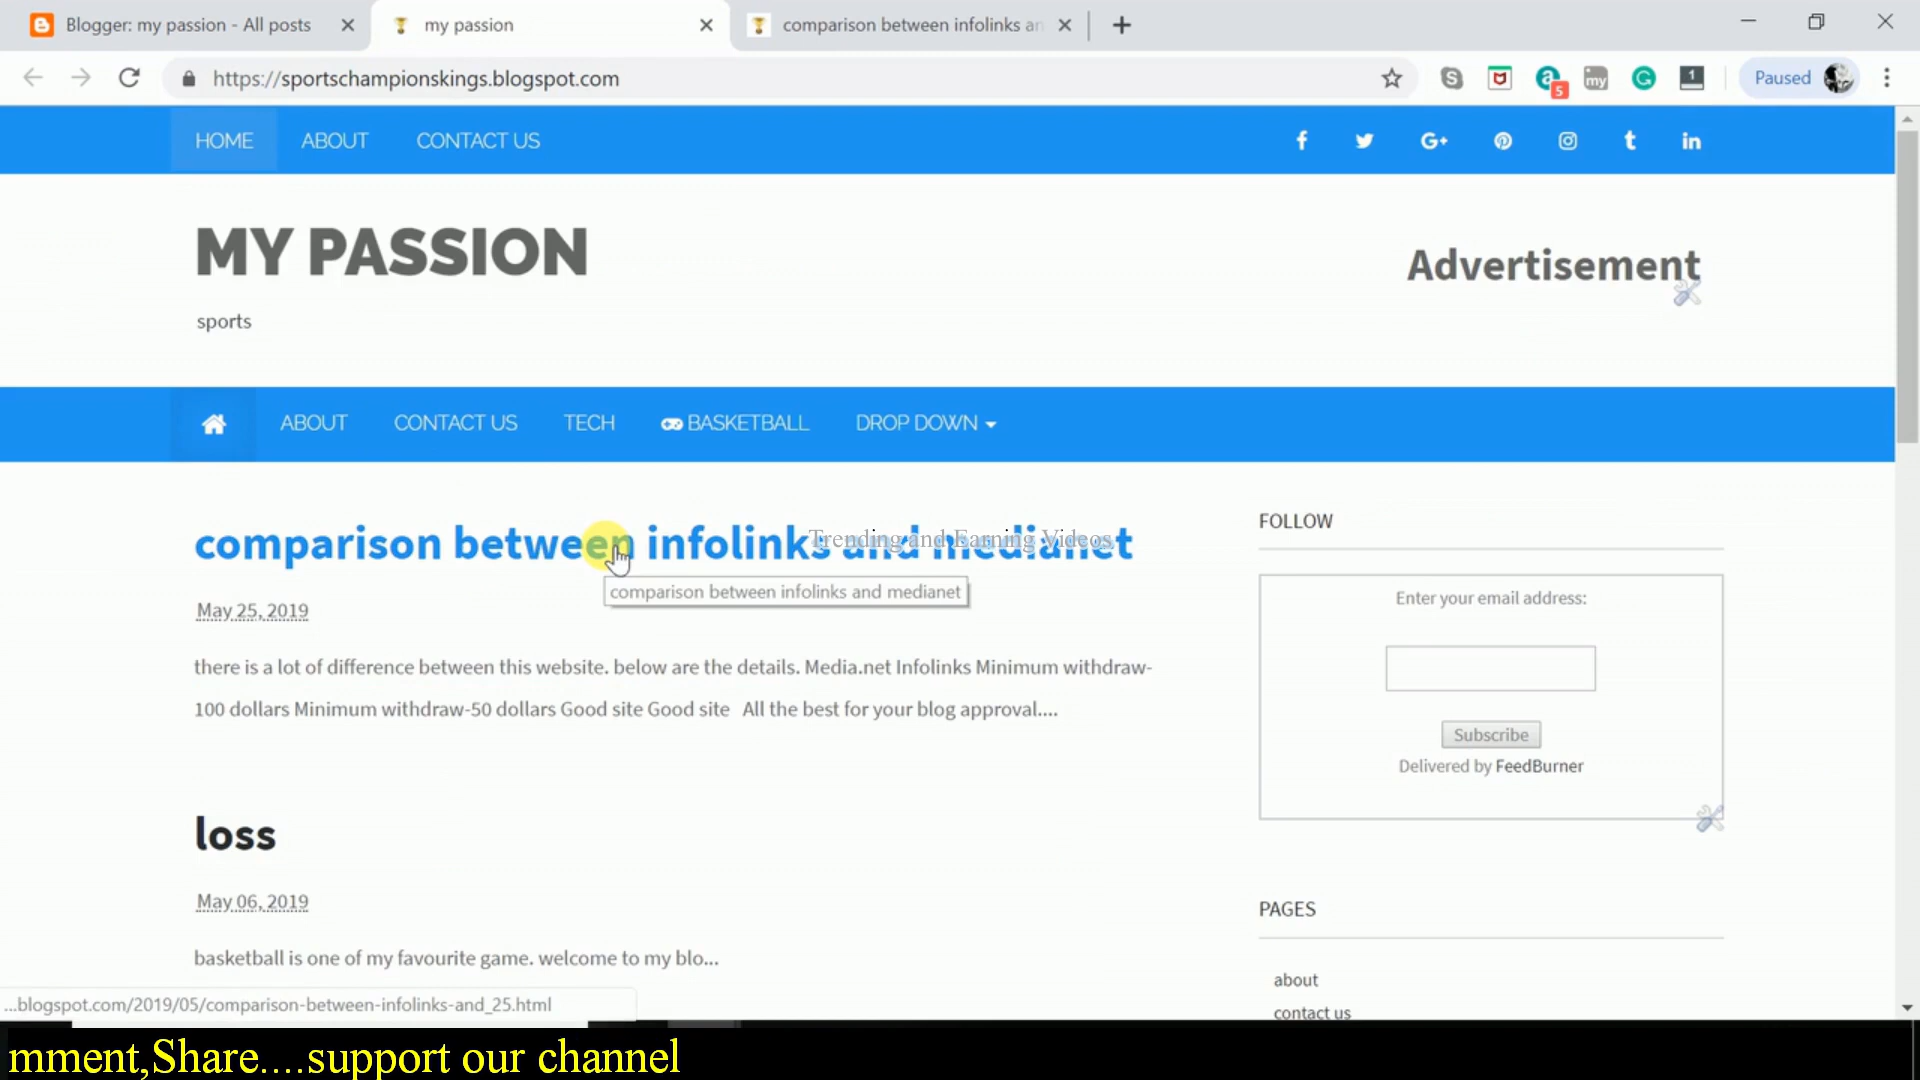 Blogger: my passion - All posts
my passion
comparison between infolinks an
https://sportschampionskings.blogspot.com
5
my
1
Paused
HOME ABOUT CONTACT US
MY PASSION
Advertisement
sports
ABOUT CONTACT US TECH BASKETBALL DROP DOWN
comparison between infolinks and medianet
Trending and Earning Videos
comparison between infolinks and medianet
May 25, 2019
there is a lot of difference between this website. below are the details. Media.net Infolinks Minimum withdraw-
100 dollars Minimum withdraw-50 dollars Good site Good site All the best for your blog approval....
loss
May 06, 2019
basketball is one of my favourite game. welcome to my blo...
FOLLOW
Enter your email address:
Subscribe
Delivered by FeedBurner
PAGES
about
contact us
...blogspot.com/2019/05/comparison-between-infolinks-and_25.html
mment,Share....support our channel